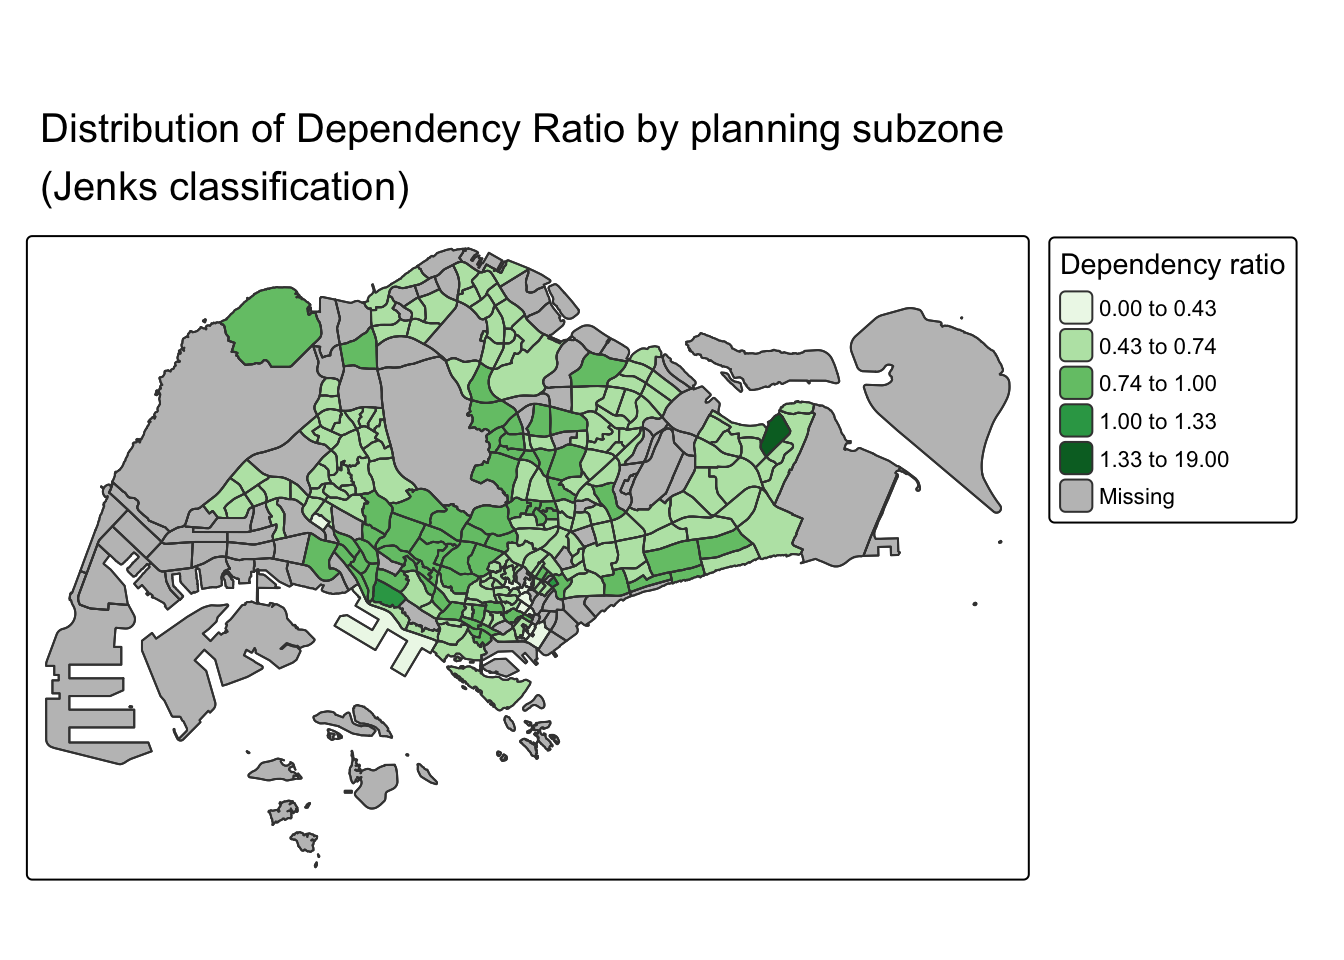 Distribution of Dependency Ratio by planning subzone
(Jenks classification)
Dependency ratio
0.00 to 0.43
0.43 to 0.74
0.74 to 1.00
1.00 to 1.33
1.33 to 19.00
Missing